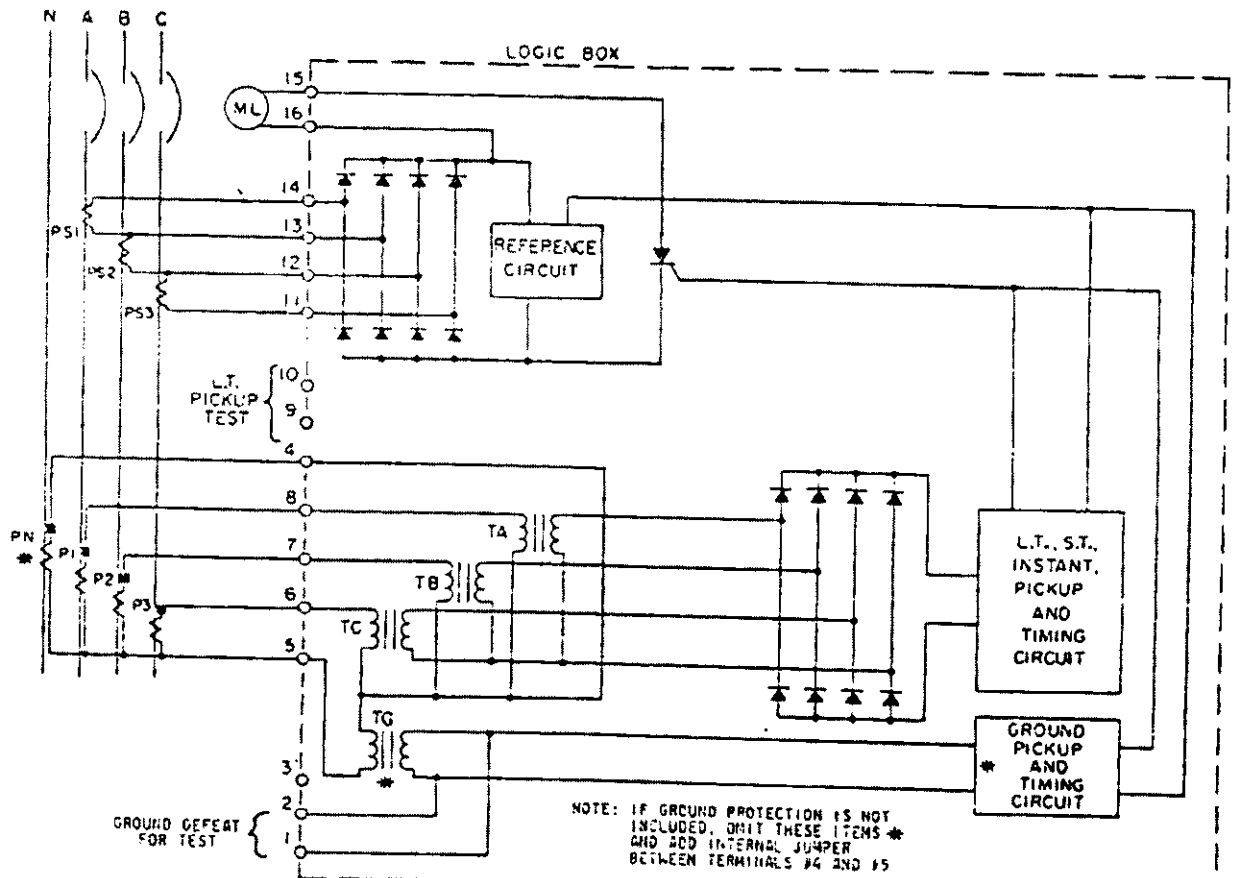 N A B C
LOGIC BOX
ML
15
16
14
13
12
11
PS1
PS2
PS3
REFERENCE
CIRCUIT
10
9
L.T.
PICKUP
TEST
4
8
7
6
5
PN
*
P1
P2
P3
TA
TB
TC
TG
*
L.T., S.T.,
INSTANT,
PICKUP
AND
TIMING
CIRCUIT
GROUND
PICKUP
* AND
TIMING
CIRCUIT
3
2
1
GROUND DEFEAT
FOR TEST
NOTE: IF GROUND PROTECTION IS NOT
INCLUDED, OMIT THESE ITEMS *
AND ADD INTERNAL JUMPER
BETWEEN TERMINALS #4 AND #5